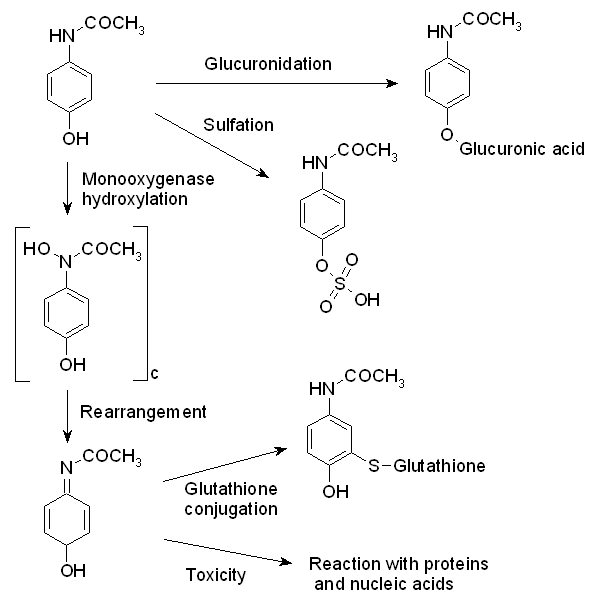 HN COCH3
OH
Glucuronidation
HN COCH3
O
Glucuronic acid
Sulfation
HN COCH3
O
O
S
O
OH
Monooxygenase
hydroxylation
HO N COCH3
OH
C
Rearrangement
N COCH3
OH
Glutathione
conjugation
HN COCH3
S–Glutathione
OH
Toxicity
Reaction with proteins
and nucleic acids